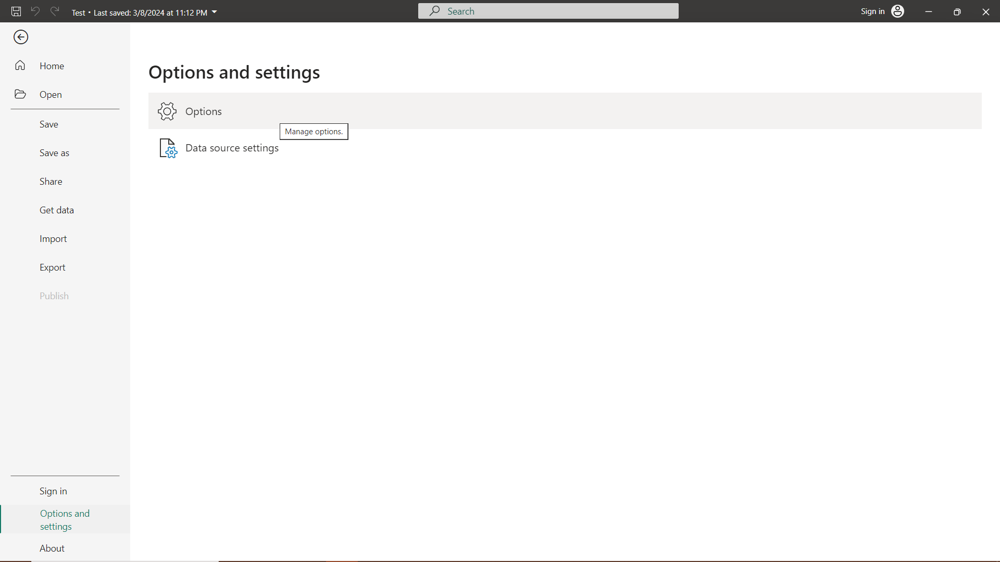 Test • Last saved: 3/8/2024 at 11:12 PM
Search
Sign in
Home
Open
Save
Save as
Share
Get data
Import
Export
Publish
Sign in
Options and
settings
About
Options and settings
Options
Manage options.
Data source settings